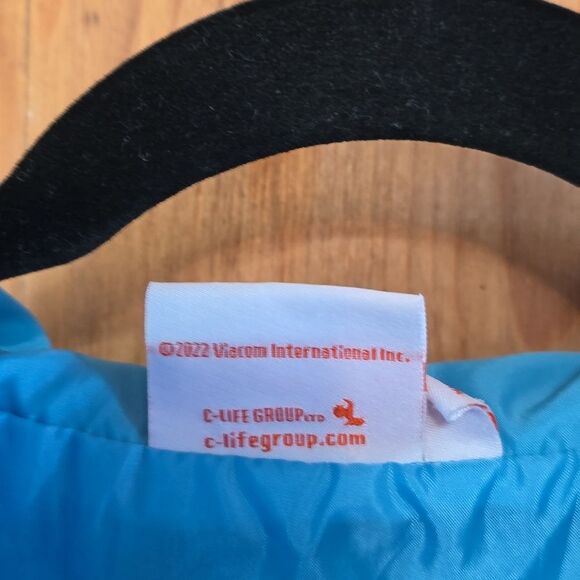 ©2022 Viacom International Inc.
C-LIFE GROUP LTD
c-lifegroup.com